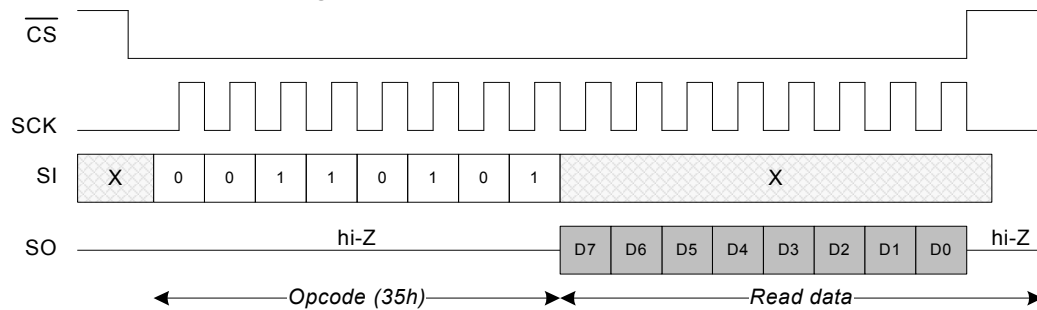 CS
SCK
SI X 0 0 1 1 0 1 0 1 X
SO hi-Z D7 D6 D5 D4 D3 D2 D1 D0 hi-Z
Opcode (35h) Read data